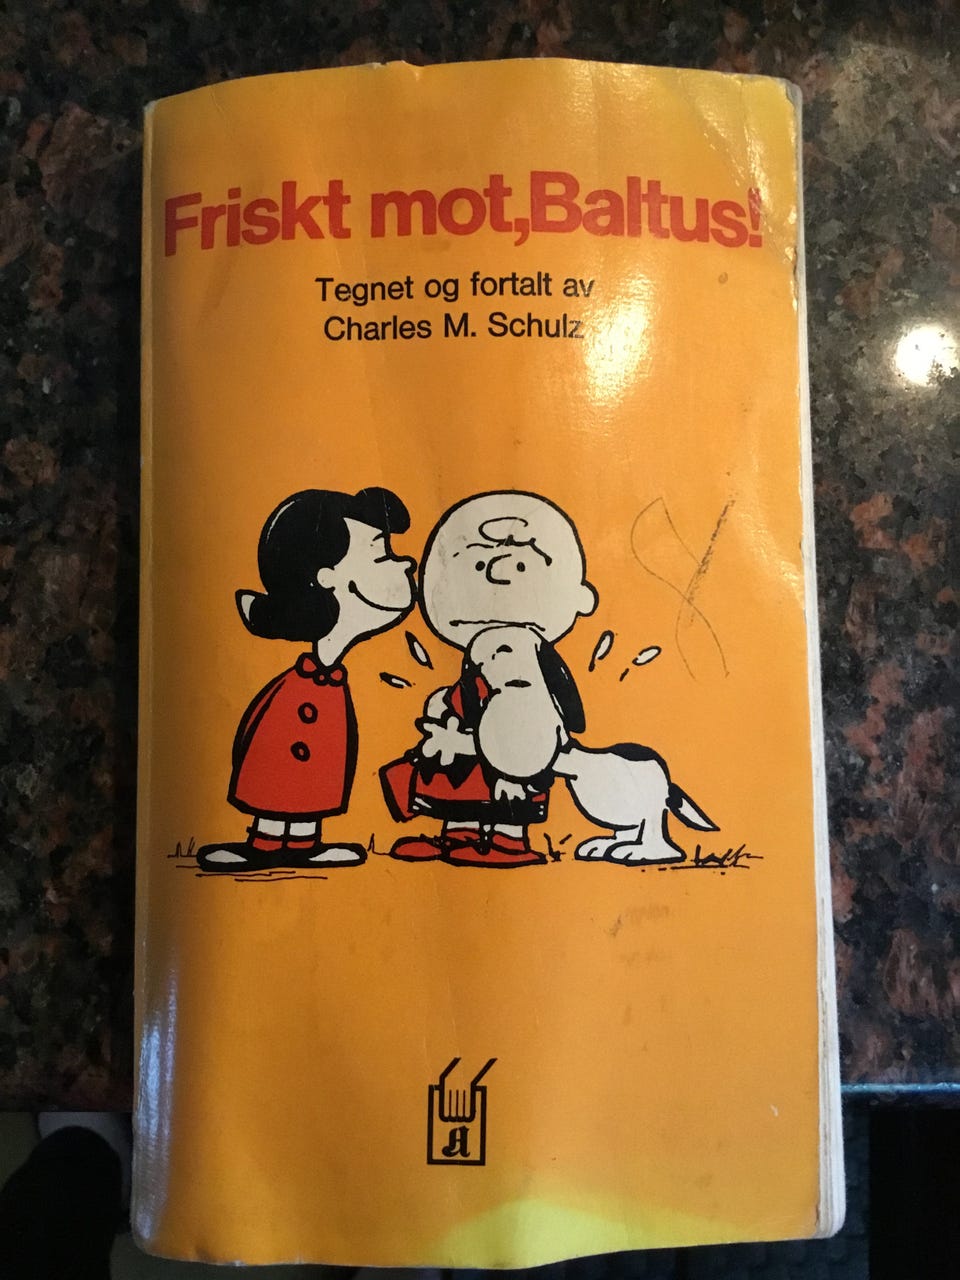 Friskt mot, Baltus!
Tegnet og fortalt av
Charles M. Schulz
A